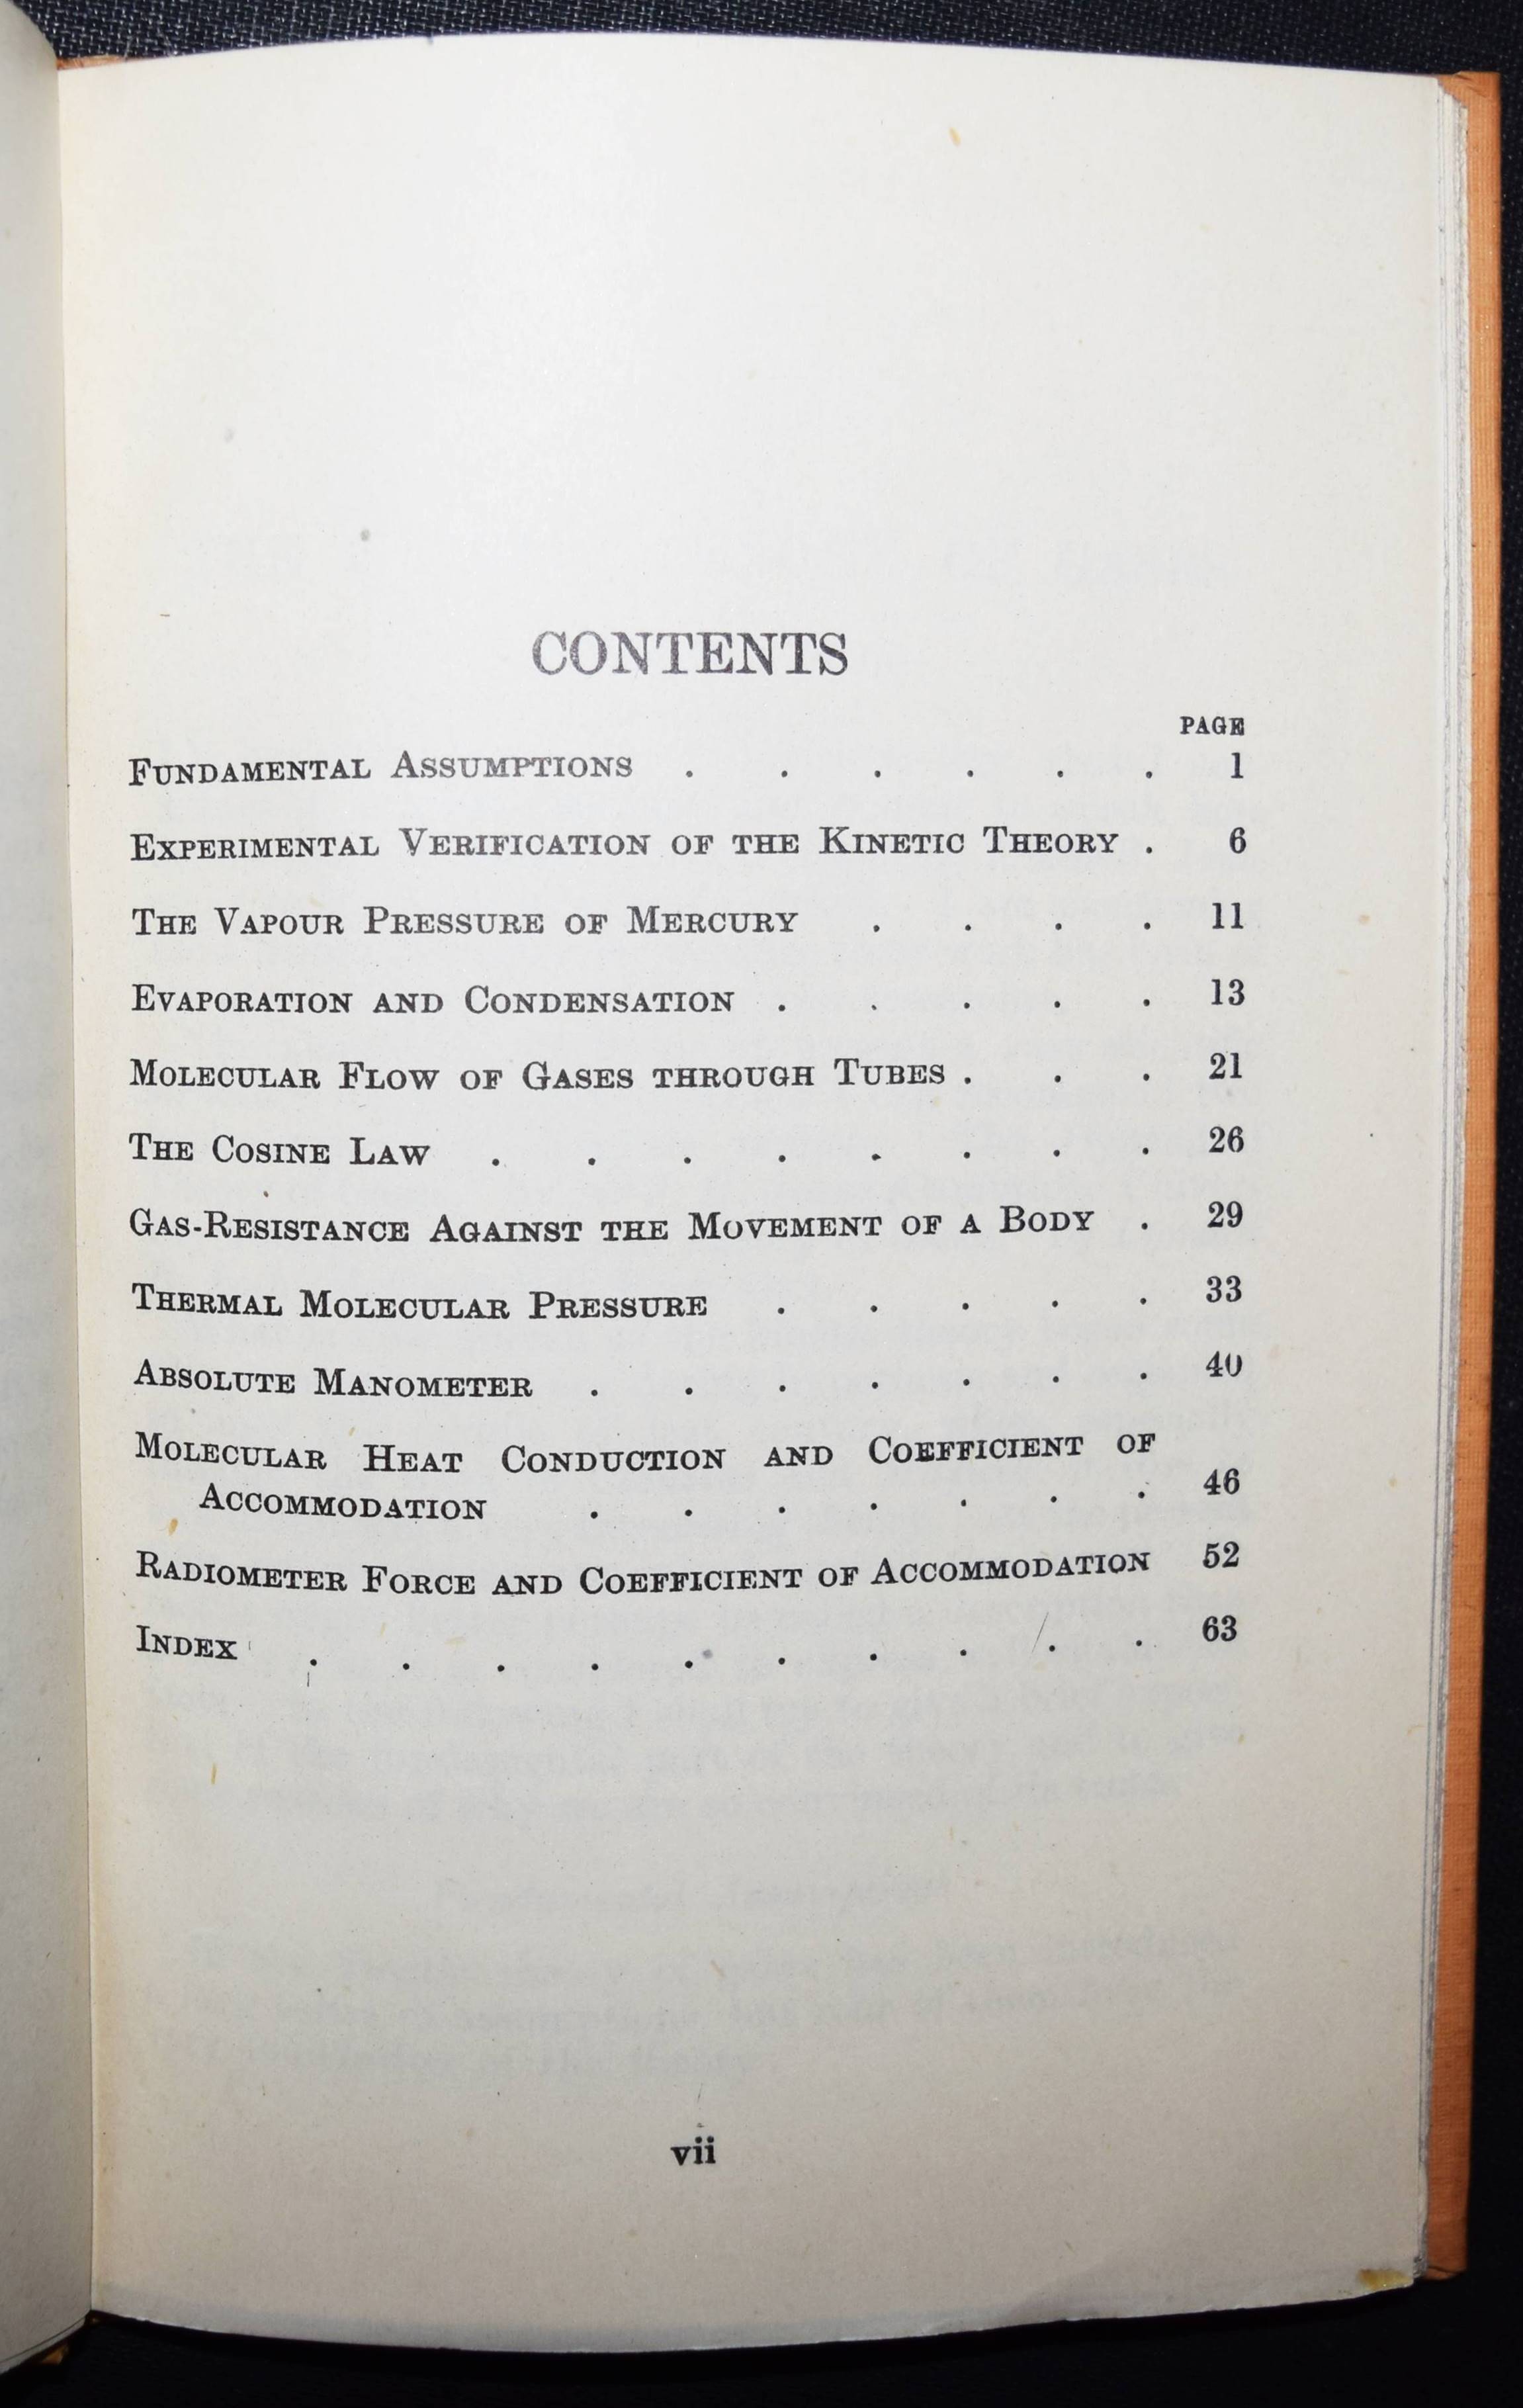 CONTENTS
PAGE
FUNDAMENTAL ASSUMPTIONS . . . . . . 1
EXPERIMENTAL VERIFICATION OF THE KINETIC THEORY . 6
THE VAPOUR PRESSURE OF MERCURY . . . . 11
EVAPORATION AND CONDENSATION . . . . . 13
MOLECULAR FLOW OF GASES THROUGH TUBES . . . 21
THE COSINE LAW . . . . . . . . 26
GAS-RESISTANCE AGAINST THE MOVEMENT OF A BODY . 29
THERMAL MOLECULAR PRESSURE . . . . . 33
ABSOLUTE MANOMETER . . . . . . . 40
MOLECULAR HEAT CONDUCTION AND COEFFICIENT OF
ACCOMMODATION . . . . . . . 46
RADIOMETER FORCE AND COEFFICIENT OF ACCOMMODATION 52
INDEX . . . . . . . . . . 63
vii